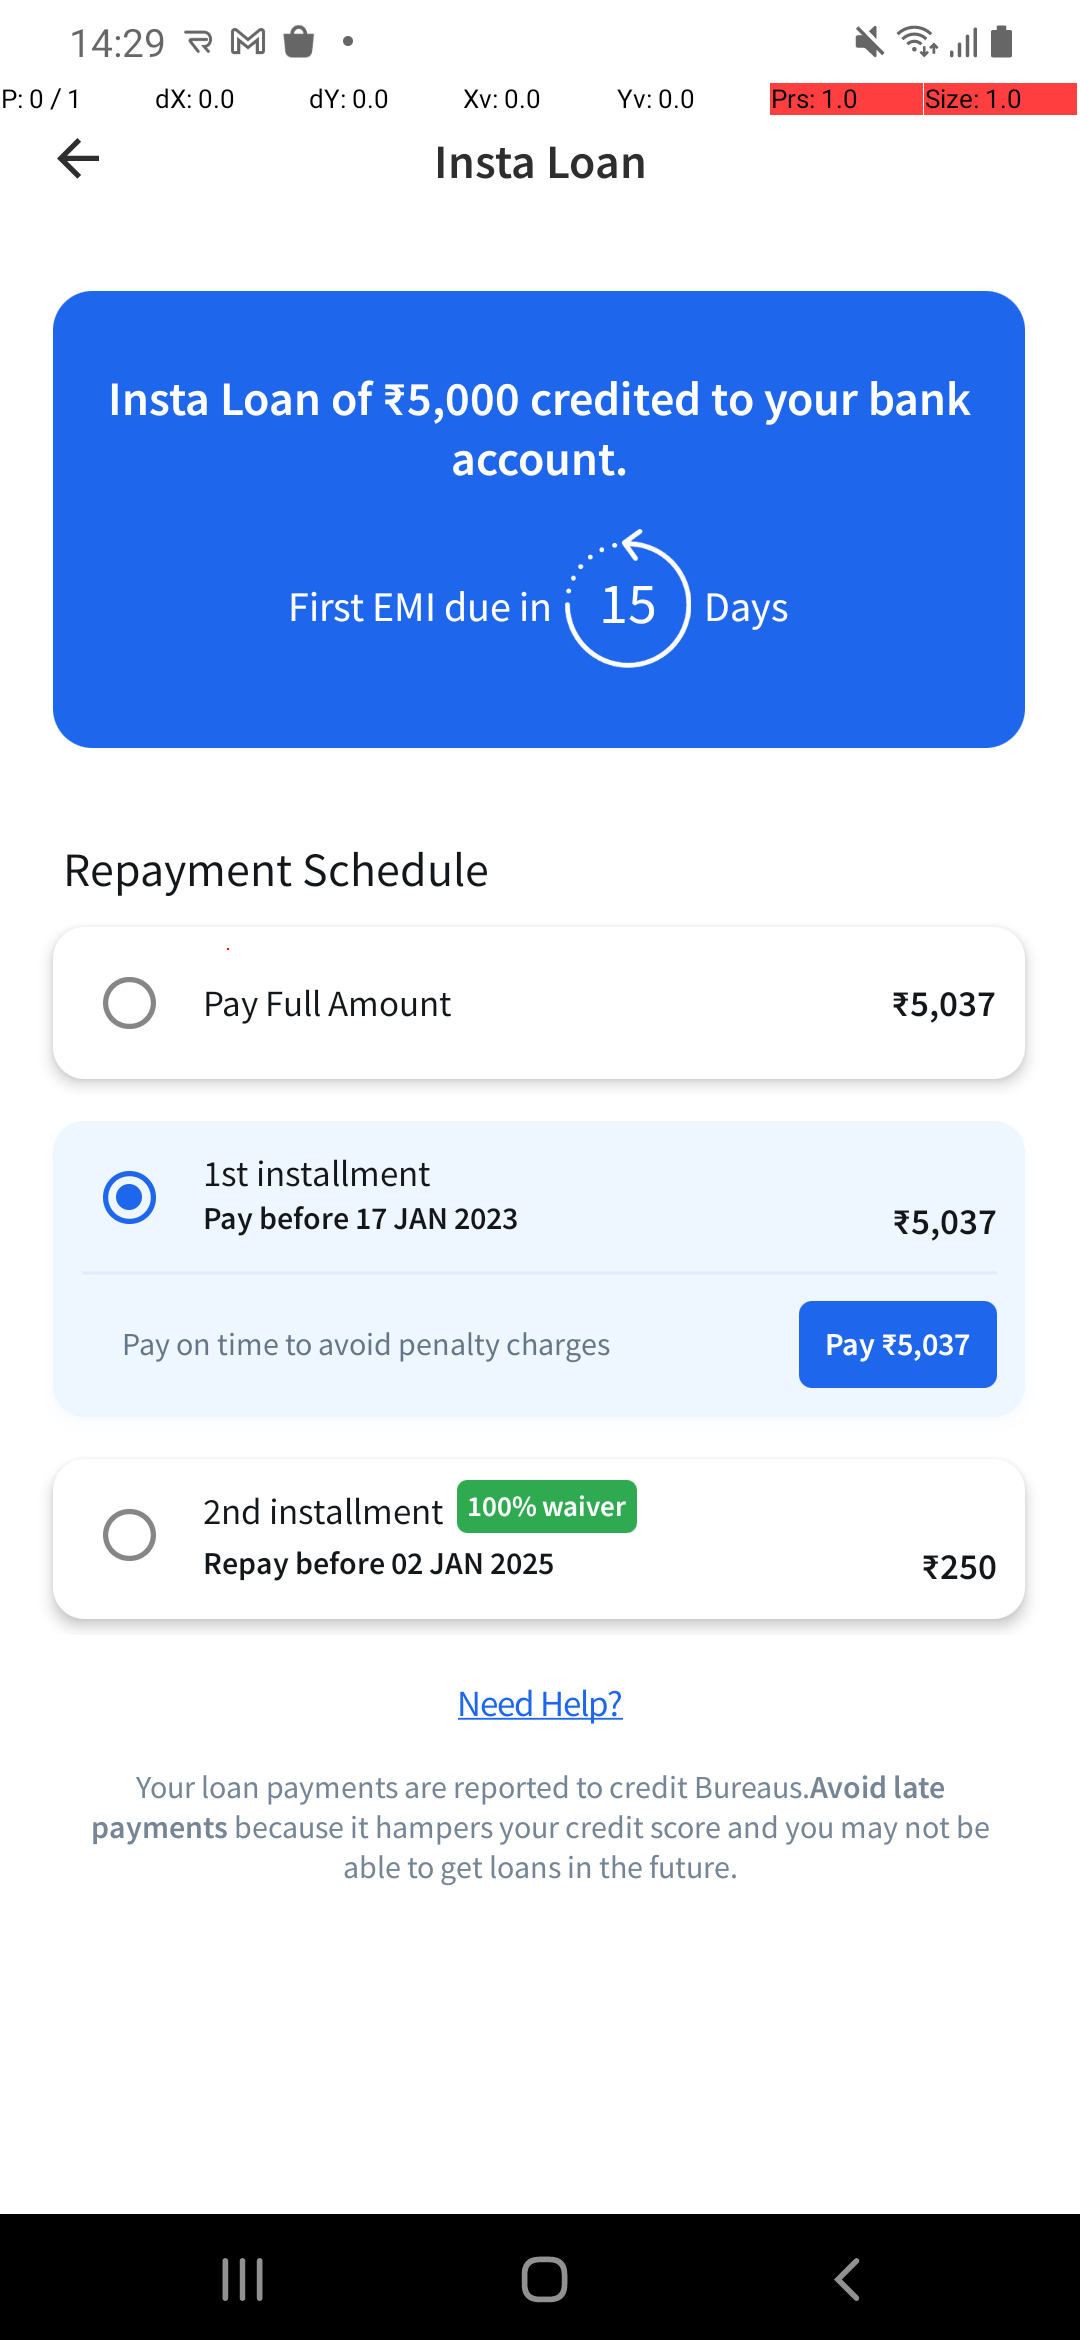 14:29
P: 0 / 1 dX: 0.0 dY: 0.0 Xv: 0.0 Yv: 0.0 Prs: 1.0 Size: 1.0
Insta Loan
Insta Loan of ₹5,000 credited to your bank
account.
First EMI due in 15 Days
Repayment Schedule
Pay Full Amount ₹5,037
1st installment
Pay before 17 JAN 2023 ₹5,037
Pay on time to avoid penalty charges Pay ₹5,037
2nd installment 100% waiver
Repay before 02 JAN 2025 ₹250
Need Help?
Your loan payments are reported to credit Bureaus.Avoid late
payments because it hampers your credit score and you may not be
able to get loans in the future.